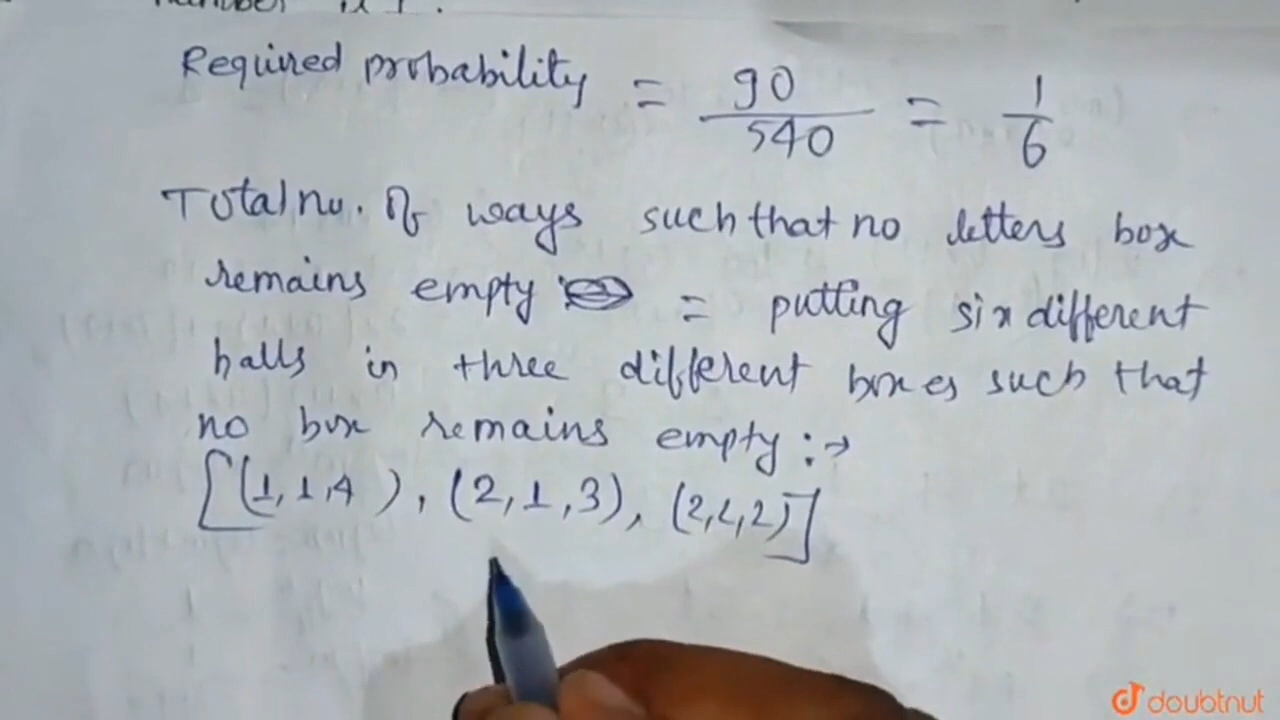 Required probability = 90/540 = 1/6
Total no. of ways such that no letters box
remains empty = putting six different
balls in three different boxes such that
no box remains empty :→
[(1,1,4), (2,1,3), (2,2,2)]
doubtnut